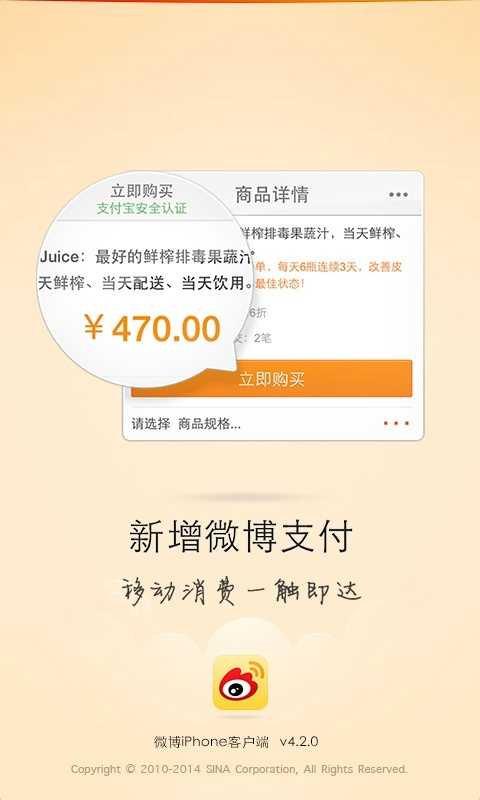 立即购买
支付宝安全认证
商品详情
Juice：最好的鲜榨排毒果蔬汁
天鲜榨、当天配送、当天饮用。
¥470.00
鲜榨排毒果蔬汁，当天鲜榨、
单，每天6瓶连续3天，改善皮
最佳状态！
6折
2笔
立即购买
请选择 商品规格...
新增微博支付
移动消费一触即达
微博iPhone客户端 v4.2.0
Copyright © 2010-2014 SINA Corporation, All Rights Reserved.